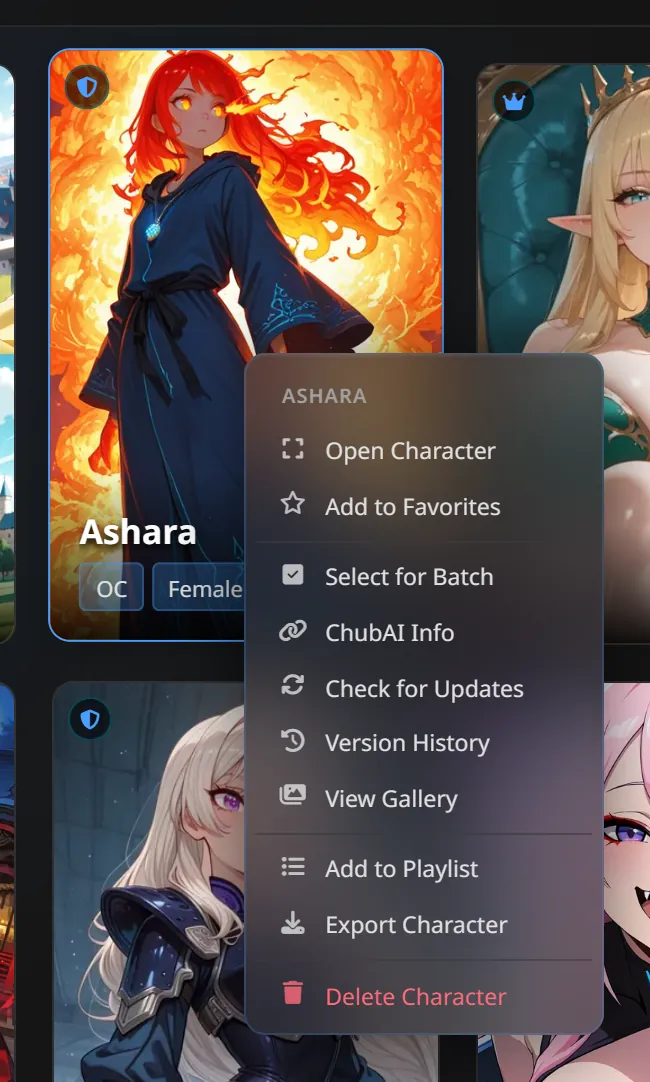 Ashara
OC
Female
ASHARA
Open Character
Add to Favorites
Select for Batch
ChubAI Info
Check for Updates
Version History
View Gallery
Add to Playlist
Export Character
Delete Character